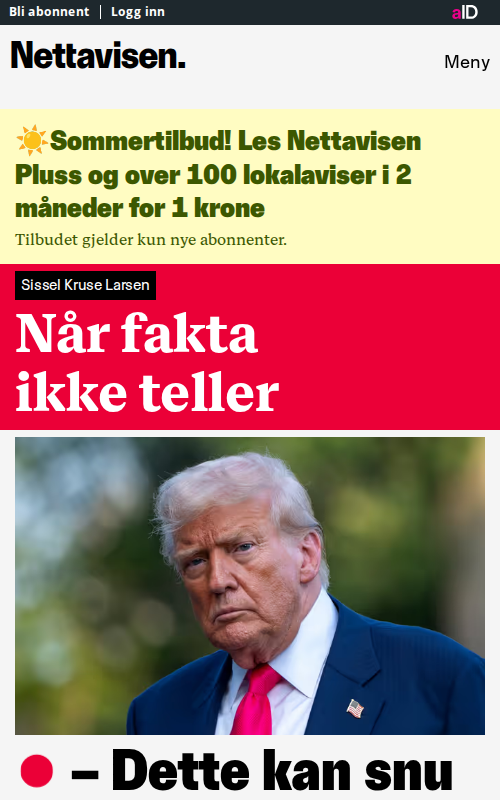 Bli abonnent | Logg inn
aID
Nettavisen.
Meny
☀️Sommertilbud! Les Nettavisen
Pluss og over 100 lokalaviser i 2
måneder for 1 krone
Tilbudet gjelder kun nye abonnenter.
Sissel Kruse Larsen
Når fakta
ikke teller
– Dette kan snu